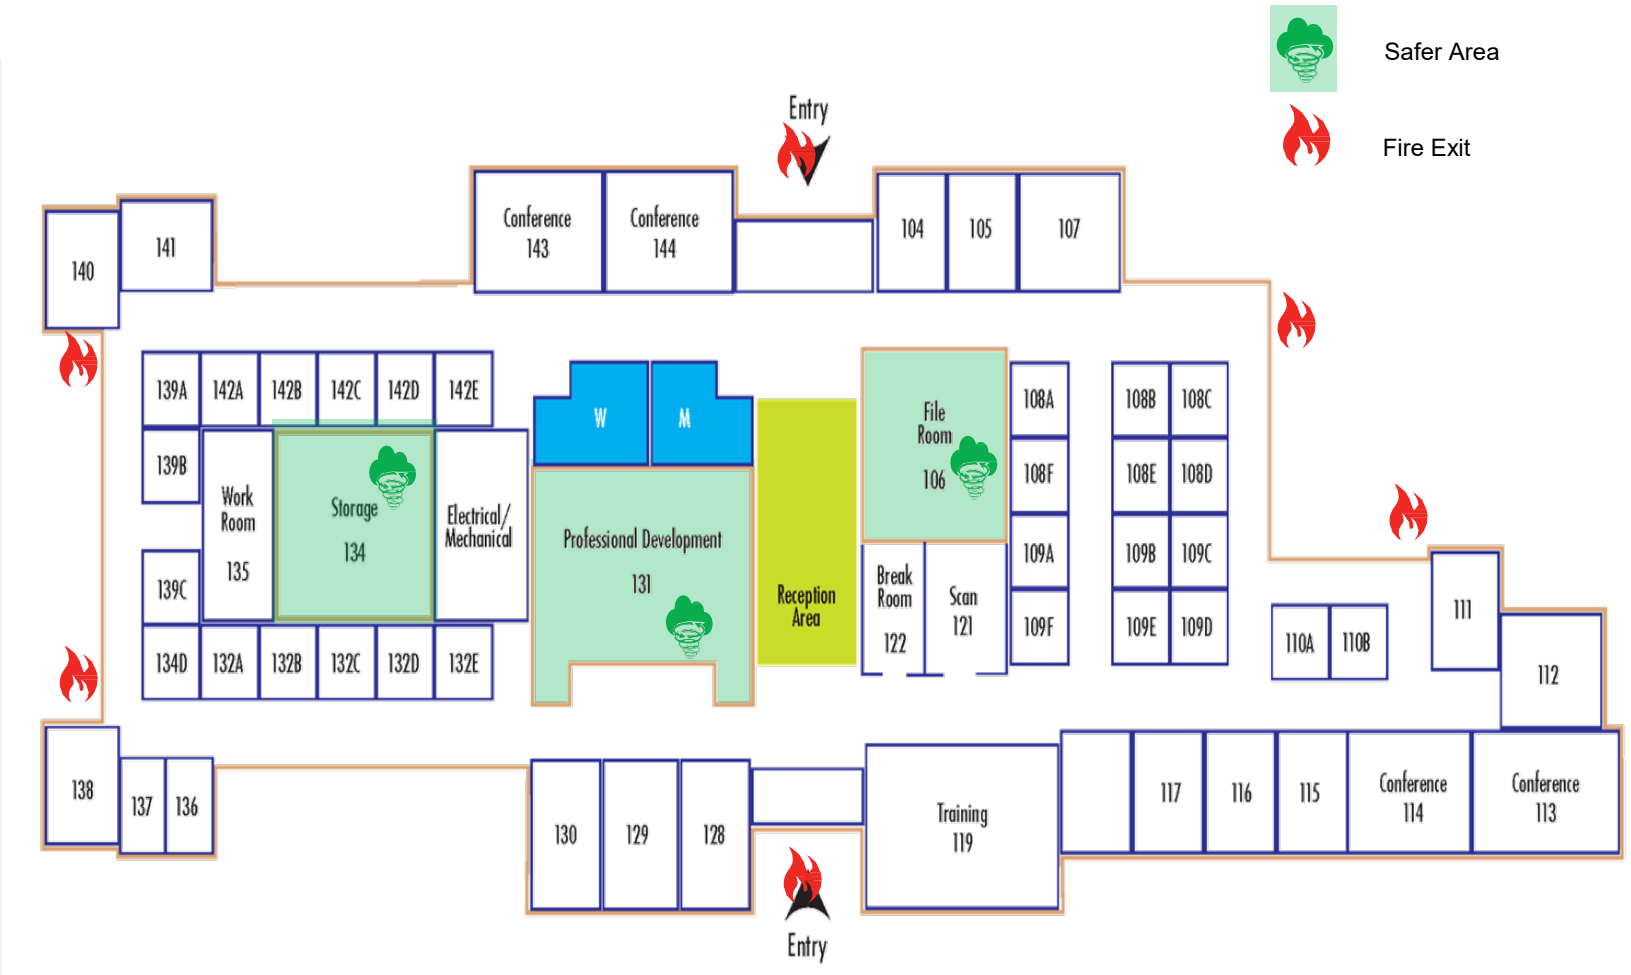 Safer Area
Fire Exit
Entry
140
141
Conference
143
Conference
144
104
105
107
139A
142A
142B
142C
142D
142E
139B
Work
Room
135
Storage
134
Electrical/
Mechanical
139C
134D
132A
132B
132C
132D
132E
W
M
Professional Development
131
Reception
Area
File
Room
106
Break
Room
122
Scan
121
108A
108B
108C
108F
108E
108D
109A
109B
109C
109F
109E
109D
110A
110B
111
112
138
137
136
130
129
128
Training
119
117
116
115
Conference
114
Conference
113
Entry